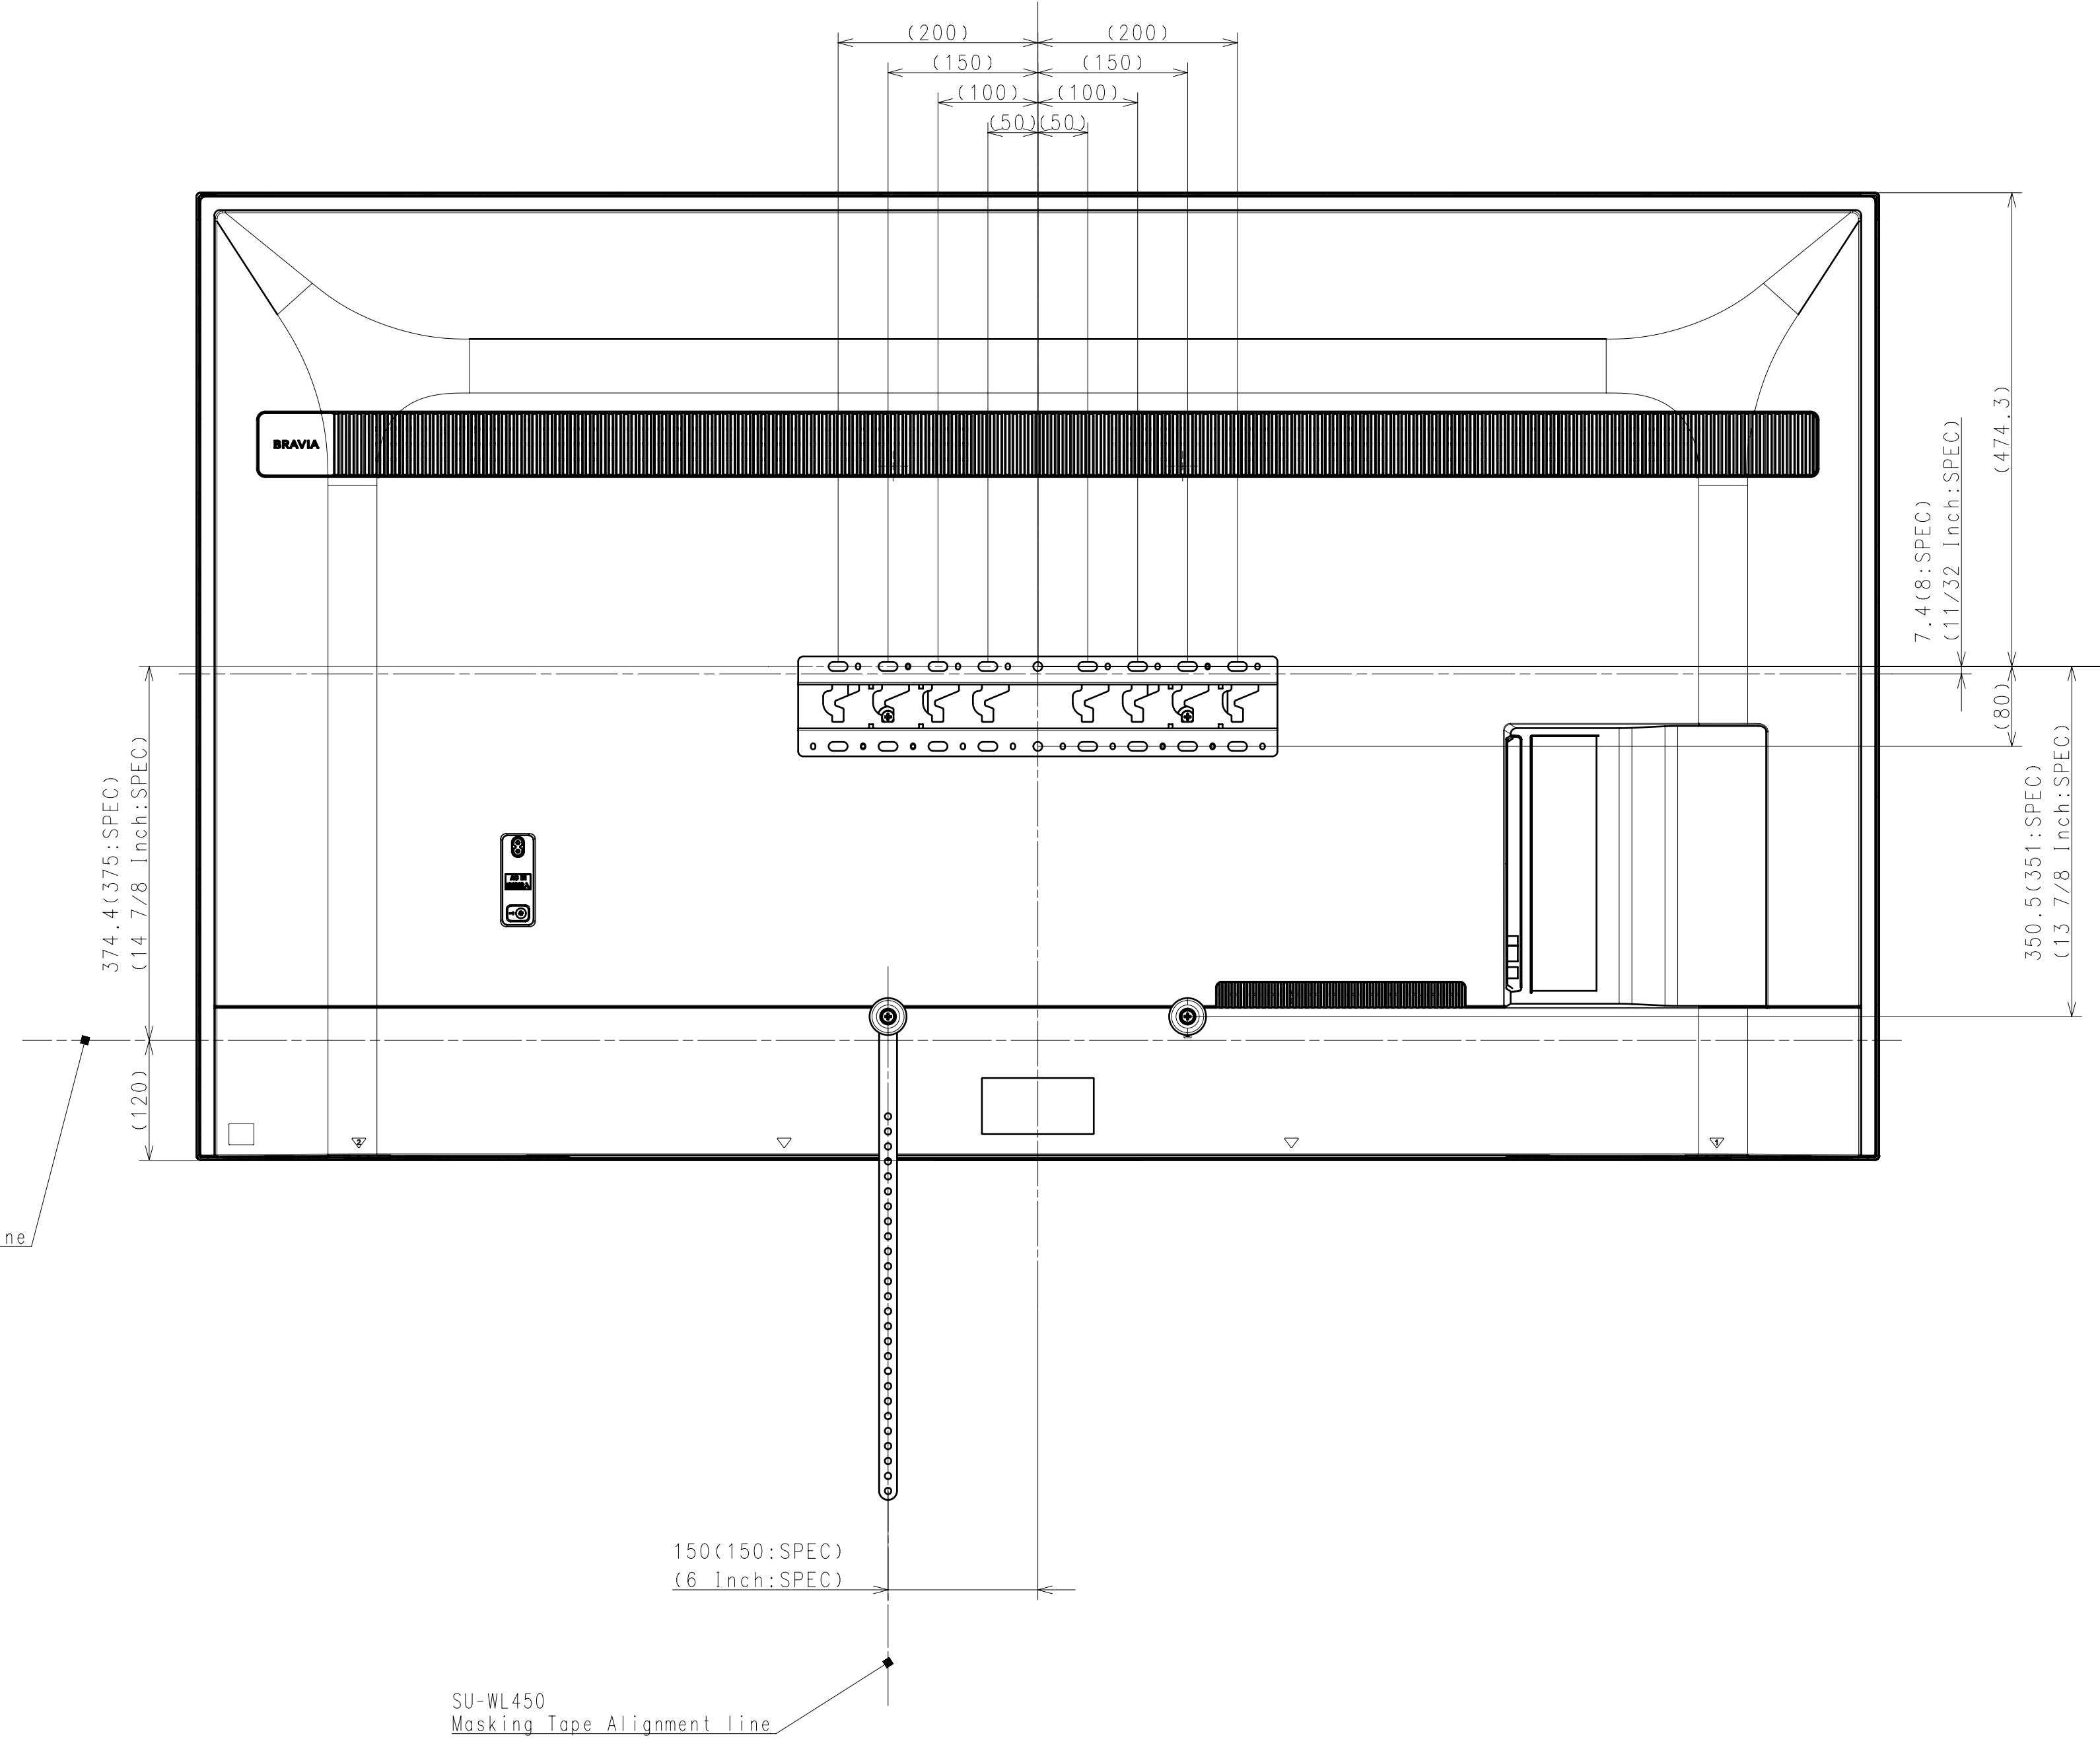 (200) (200)
(150) (150)
(100) (100)
(50) (50)
BRAVIA
(474.3)
7.4(8:SPEC)
(11/32 Inch:SPEC)
(80)
350.5(351:SPEC)
(13 7/8 Inch:SPEC)
374.4(375:SPEC)
(14 7/8 Inch:SPEC)
(120)
2
1
ne
150(150:SPEC)
(6 Inch:SPEC)
SU-WL450
Masking Tape Alignment line